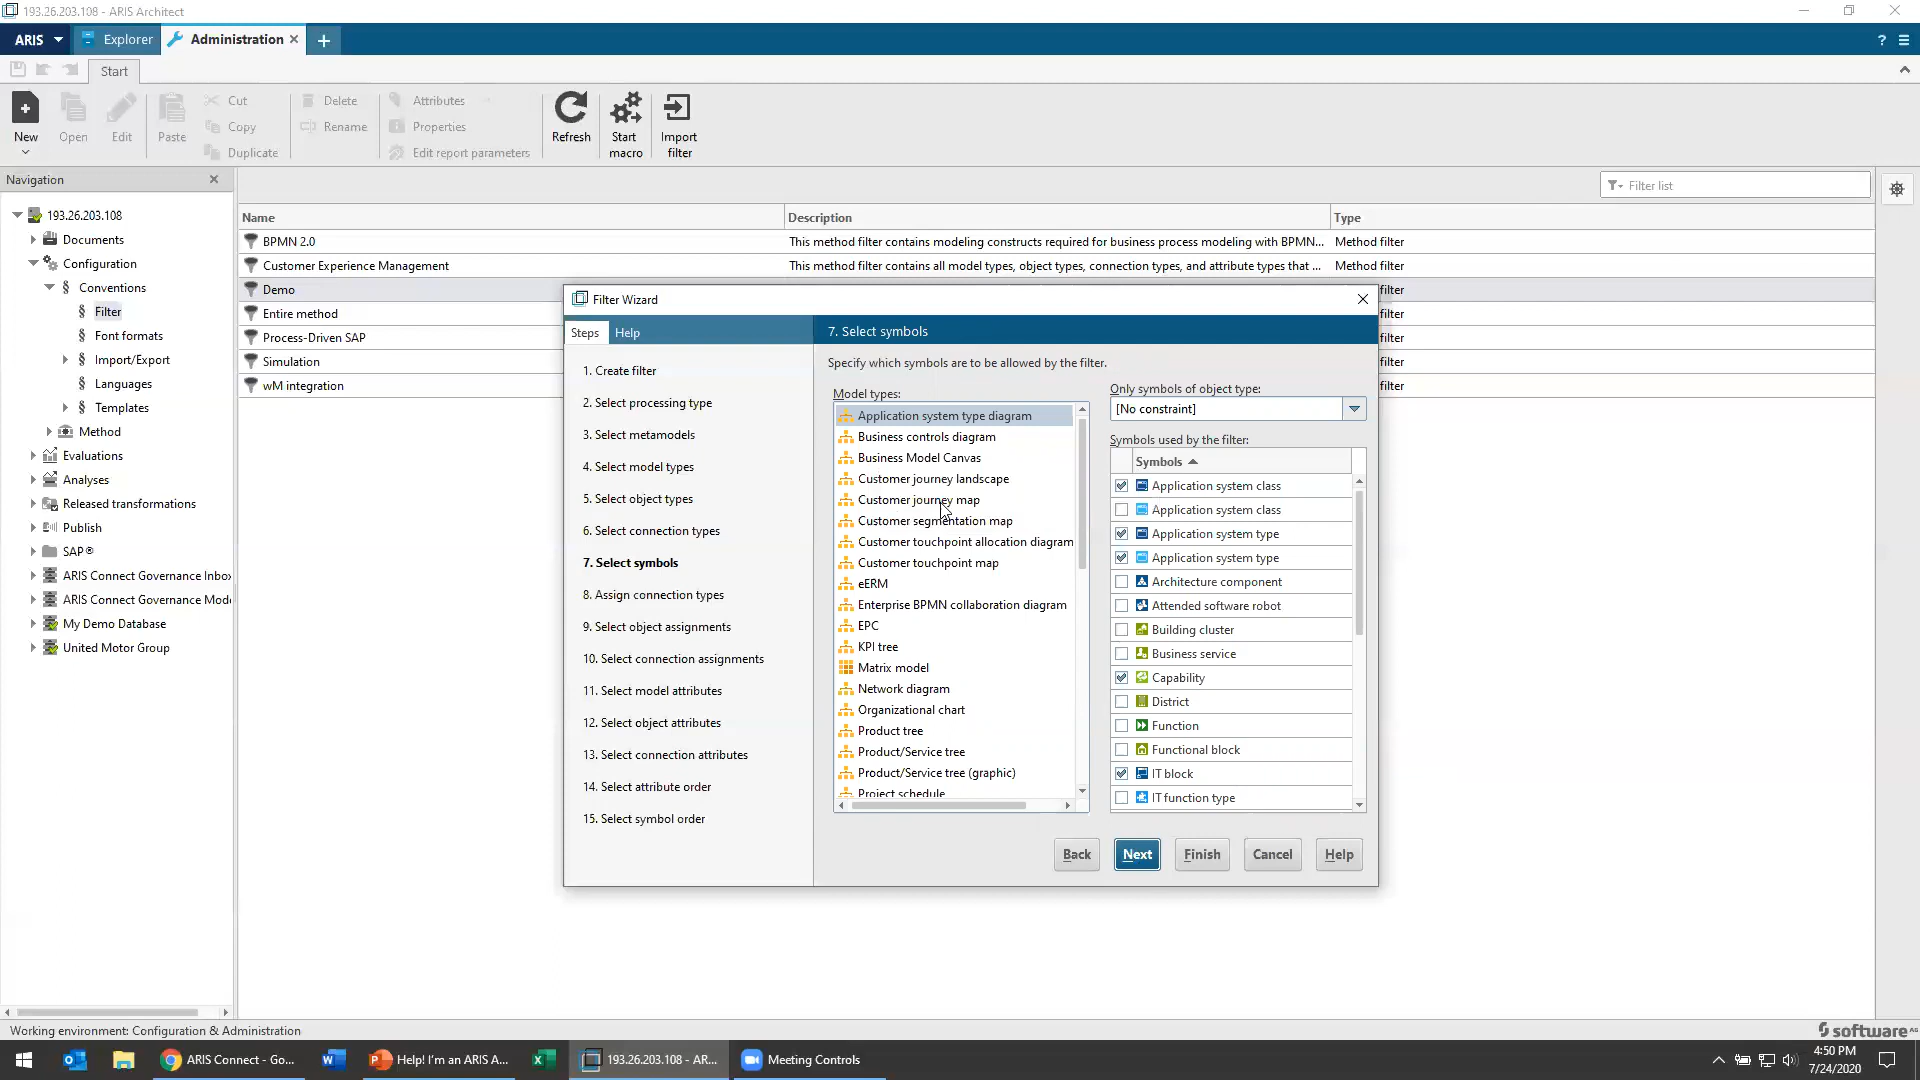 193.26.203.108 - ARIS Architect
ARIS
Explorer
Administration
Start
New
Open
Edit
Paste
Cut
Copy
Duplicate
Delete
Rename
Attributes
Properties
Edit report parameters
Refresh
Start
macro
Import
filter
Navigation
193.26.203.108
Documents
Configuration
Conventions
Filter
Font formats
Import/Export
Languages
Templates
Method
Evaluations
Analyses
Released transformations
Publish
SAP®
ARIS Connect Governance Inbox
ARIS Connect Governance Mode
My Demo Database
United Motor Group
Filter list
Name Description Type
BPMN 2.0 This method filter contains modeling constructs required for business process modeling with BPMN... Method filter
Customer Experience Management This method filter contains all model types, object types, connection types, and attribute types that ... Method filter
Demo filter
Entire method filter
Process-Driven SAP filter
Simulation filter
wM integration filter
Filter Wizard
Steps Help
1. Create filter
2. Select processing type
3. Select metamodels
4. Select model types
5. Select object types
6. Select connection types
7. Select symbols
8. Assign connection types
9. Select object assignments
10. Select connection assignments
11. Select model attributes
12. Select object attributes
13. Select connection attributes
14. Select attribute order
15. Select symbol order
7. Select symbols
Specify which symbols are to be allowed by the filter.
Model types:
Application system type diagram
Business controls diagram
Business Model Canvas
Customer journey landscape
Customer journey map
Customer segmentation map
Customer touchpoint allocation diagram
Customer touchpoint map
eERM
Enterprise BPMN collaboration diagram
EPC
KPI tree
Matrix model
Network diagram
Organizational chart
Product tree
Product/Service tree
Product/Service tree (graphic)
Project schedule
Only symbols of object type:
[No constraint]
Symbols used by the filter:
Symbols
Application system class
Application system class
Application system type
Application system type
Architecture component
Attended software robot
Building cluster
Business service
Capability
District
Function
Functional block
IT block
IT function type
Back Next Finish Cancel Help
Working environment: Configuration & Administration
software AG
ARIS Connect - Go...
Help! I'm an ARIS A...
193.26.203.108 - AR...
Meeting Controls
4:50 PM
7/24/2020